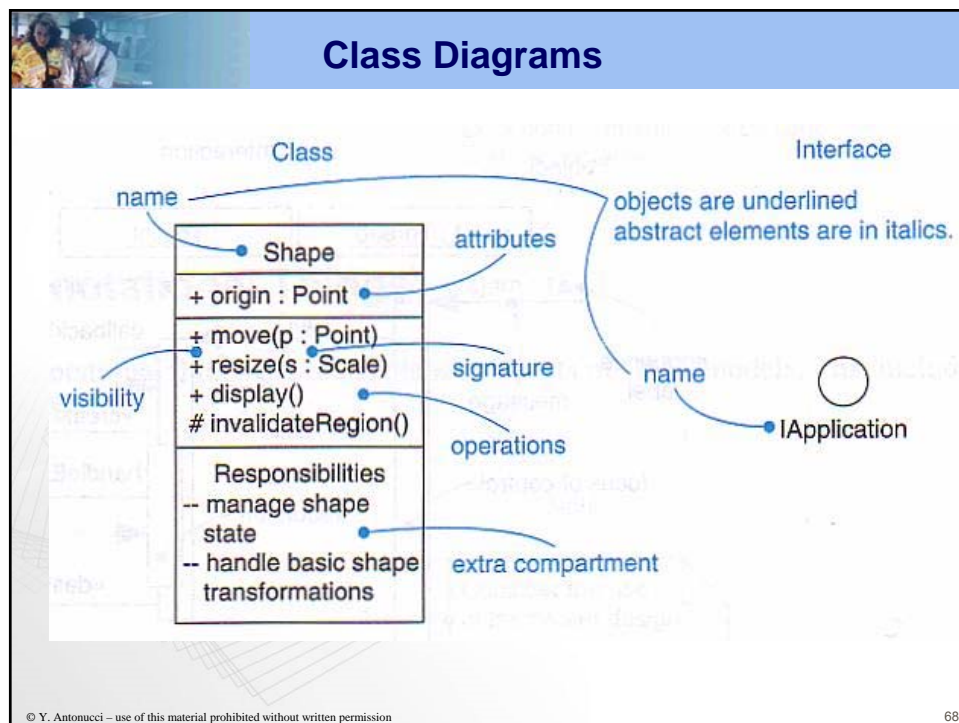 Class Diagrams
Class
Interface
name
objects are underlined
abstract elements are in italics.
Shape
attributes
+ origin : Point
+ move(p : Point)
+ resize(s : Scale)
+ display()
# invalidateRegion()
visibility
signature
operations
name
IApplication
Responsibilities
-- manage shape
state
-- handle basic shape
transformations
extra compartment
© Y. Antonucci – use of this material prohibited without written permission
68